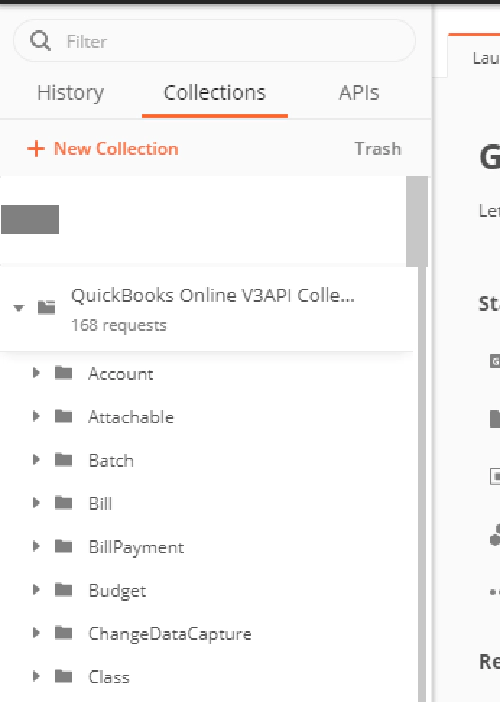 Filter
History Collections APIs
Lau
+ New Collection Trash
G
Let
QuickBooks Online V3API Colle...
168 requests
St
Account
Attachable
Batch
Bill
BillPayment
Budget
ChangeDataCapture
Re
Class